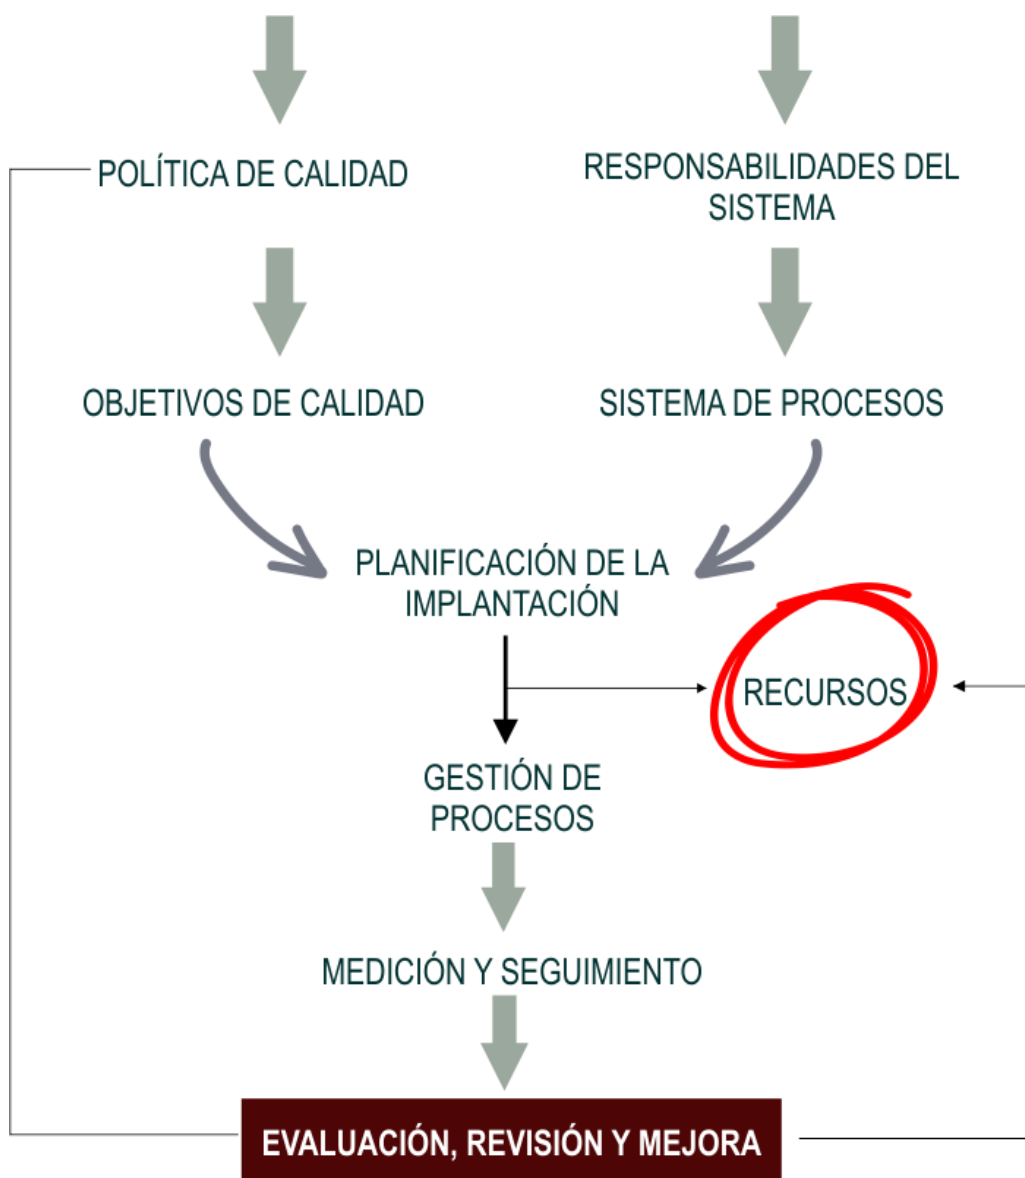 POLÍTICA DE CALIDAD
RESPONSABILIDADES DEL
SISTEMA
OBJETIVOS DE CALIDAD
SISTEMA DE PROCESOS
PLANIFICACIÓN DE LA
IMPLANTACIÓN
RECURSOS
GESTIÓN DE
PROCESOS
MEDICIÓN Y SEGUIMIENTO
EVALUACIÓN, REVISIÓN Y MEJORA